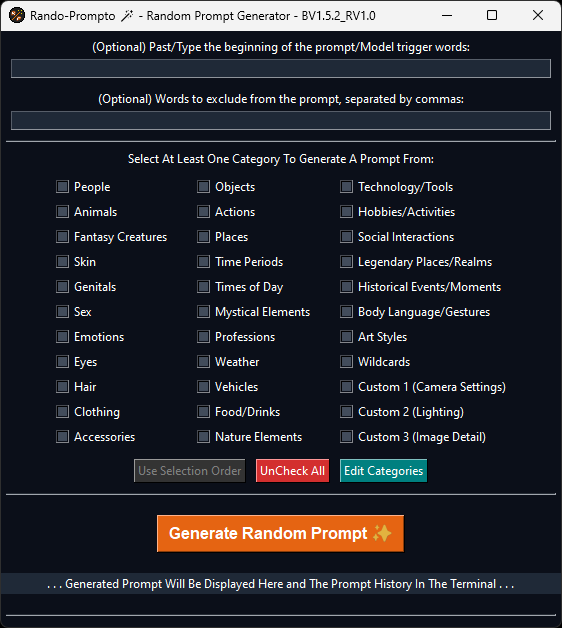 Rando-Prompto 🪄 - Random Prompt Generator - BV1.5.2_RV1.0
(Optional) Past/Type the beginning of the prompt/Model trigger words:
(Optional) Words to exclude from the prompt, separated by commas:
Select At Least One Category To Generate A Prompt From:
People Objects Technology/Tools
Animals Actions Hobbies/Activities
Fantasy Creatures Places Social Interactions
Skin Time Periods Legendary Places/Realms
Genitals Times of Day Historical Events/Moments
Sex Mystical Elements Body Language/Gestures
Emotions Professions Art Styles
Eyes Weather Wildcards
Hair Vehicles Custom 1 (Camera Settings)
Clothing Food/Drinks Custom 2 (Lighting)
Accessories Nature Elements Custom 3 (Image Detail)
Use Selection Order UnCheck All Edit Categories
Generate Random Prompt ✨
. . . Generated Prompt Will Be Displayed Here and The Prompt History In The Terminal . . .